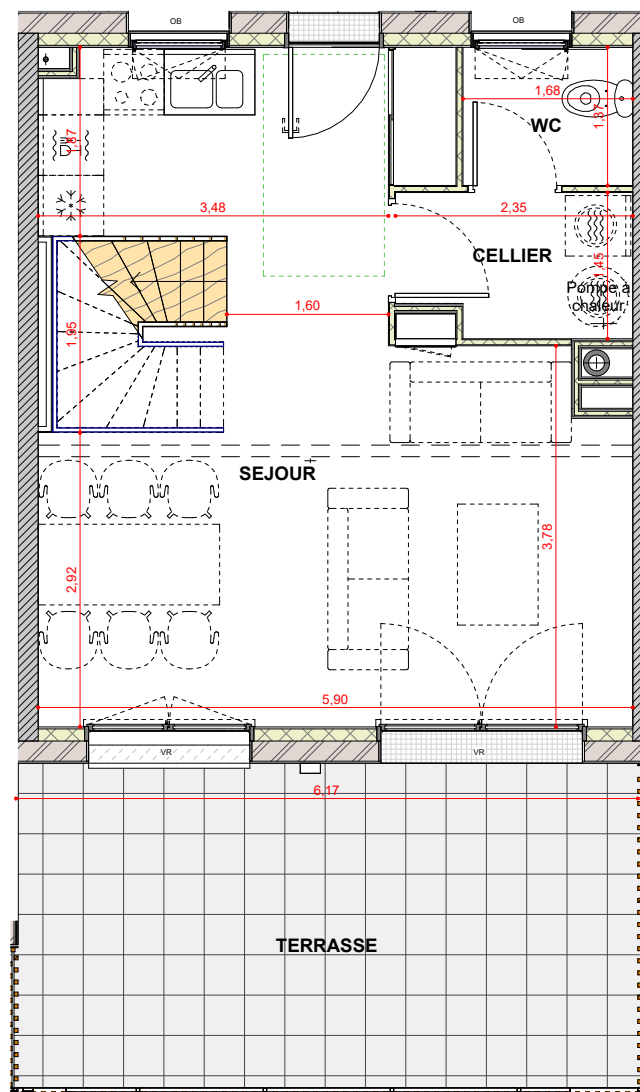 OB
OB
1,68
WC
1,37
1,87
3,48
2,35
CELLIER
1,45
Pompe à
chaleur
1,60
1,95
SEJOUR
3,78
2,92
5,90
VR
VR
6,17
TERRASSE